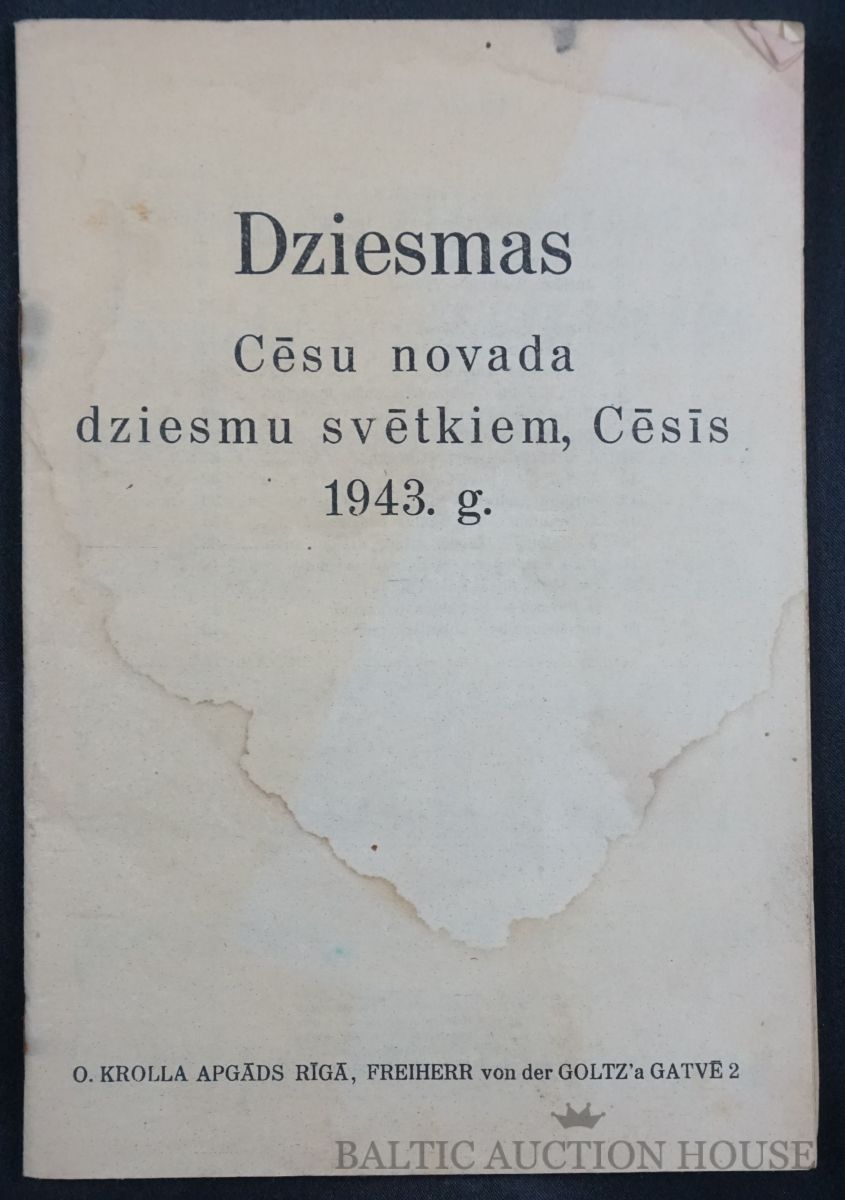 Dziesmas
Cēsu novada
dziesmu svētkiem, Cēsīs
1943. g.
O. KROLLA APGĀDS RĪGĀ, FREIHERR von der GOLTZ'a GATVĒ 2
BALTIC AUCTION HOUSE